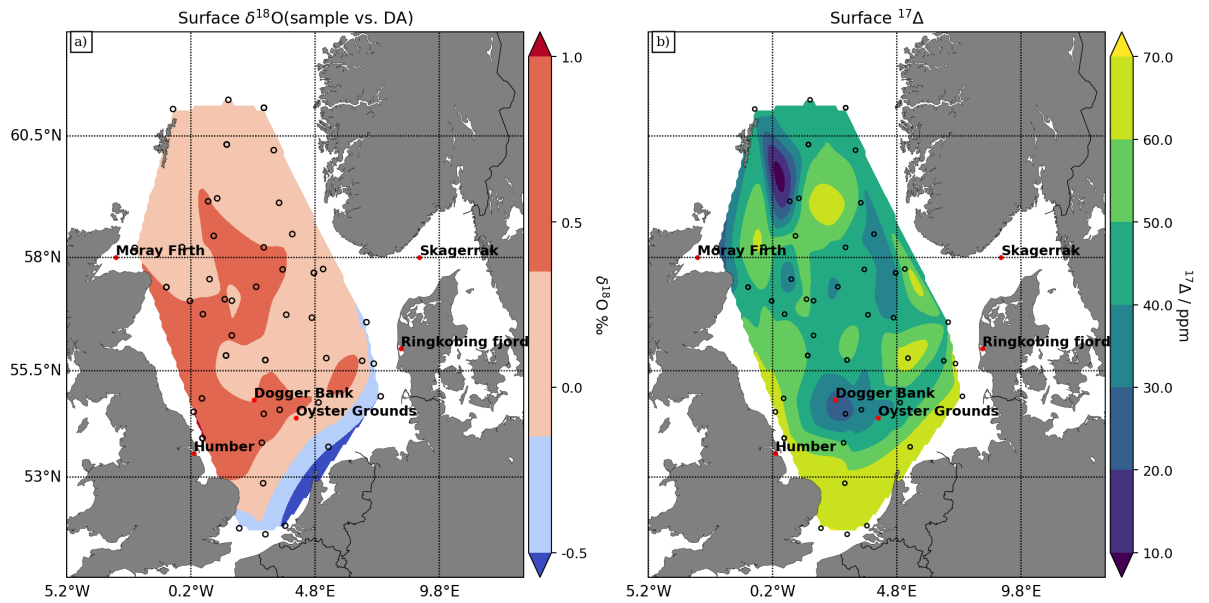 Surface δ¹⁸O(sample vs. DA)
a)
60.5°N
58°N
55.5°N
53°N
5.2°W
0.2°W
4.8°E
9.8°E
Moray Firth
Skagerrak
Ringkobing fjord
Dogger Bank
Oyster Grounds
Humber
1.0
0.5
0.0
-0.5
δ¹⁸O ‰
Surface ¹⁷Δ
b)
5.2°W
0.2°W
4.8°E
9.8°E
Moray Firth
Skagerrak
Ringkobing fjord
Dogger Bank
Oyster Grounds
Humber
70.0
60.0
50.0
40.0
30.0
20.0
10.0
¹⁷Δ / ppm